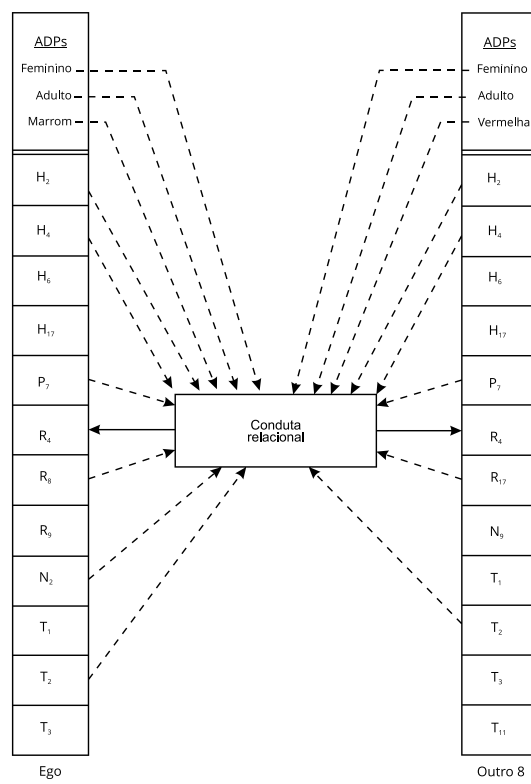 ADPs
Feminino
Adulto
Marrom
H₂
H₄
H₆
H₁₇
P₇
R₄
R₈
R₉
N₂
T₁
T₂
T₃
Ego
Conduta
relacional
ADPs
Feminino
Adulto
Vermelha
H₂
H₄
H₆
H₁₇
P₇
R₄
R₁₇
N₉
T₁
T₂
T₃
T₁₁
Outro 8